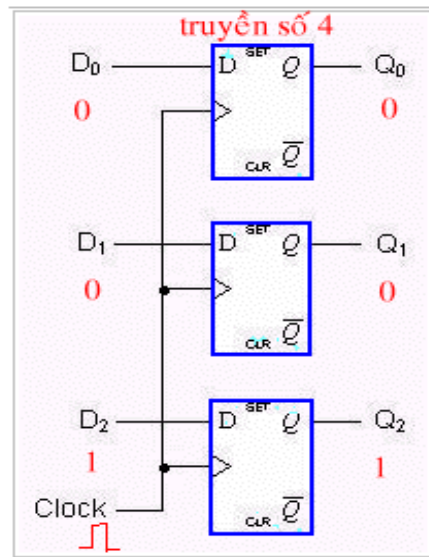 truyền số 4
D0 D SET Q Q0
0 0
CLR Q̅
D1 D SET Q Q1
0 0
CLR Q̅
D2 D SET Q Q2
1 1
CLR Q̅
Clock